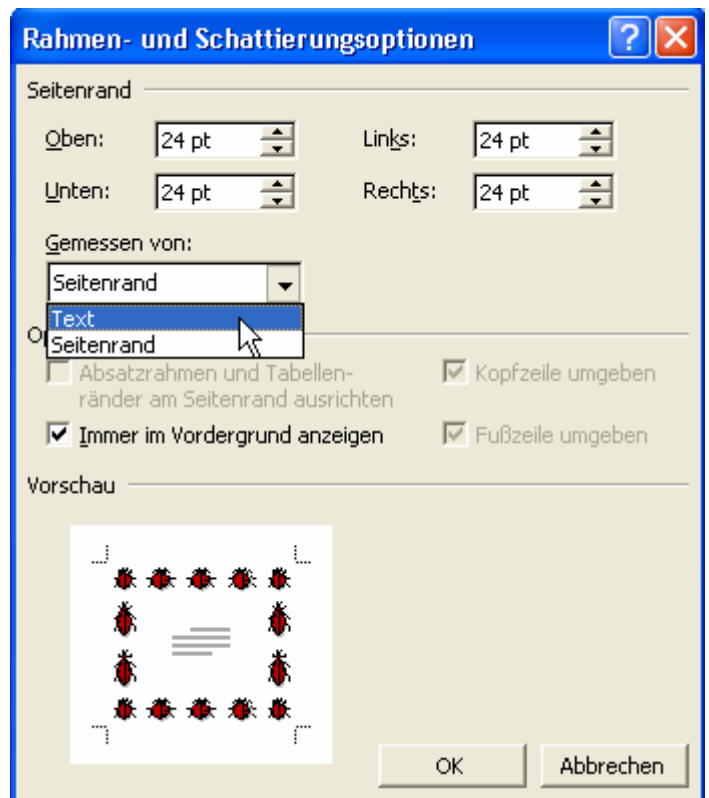 Rahmen- und Schattierungsoptionen
Seitenrand
Oben: 24 pt Links: 24 pt
Unten: 24 pt Rechts: 24 pt
Gemessen von:
Seitenrand
Text
Seitenrand
Absatzrahmen und Tabellen-
ränder am Seitenrand ausrichten
Kopfzeile umgeben
Immer im Vordergrund anzeigen Fußzeile umgeben
Vorschau
OK Abbrechen